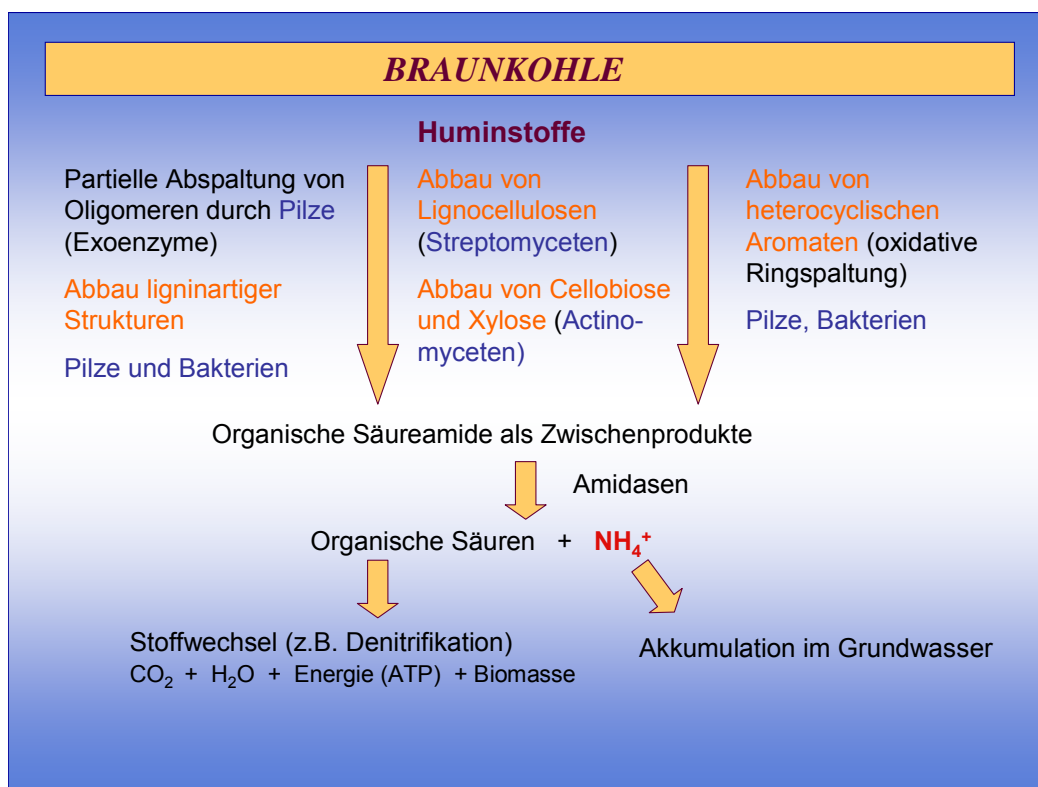 BRAUNKOHLE
Huminstoffe
Partielle Abspaltung von
Oligomeren durch Pilze
(Exoenzyme)
Abbau ligninartiger
Strukturen
Pilze und Bakterien
Abbau von
Lignocellulosen
(Streptomyceten)
Abbau von Cellobiose
und Xylose (Actino-
myceten)
Abbau von
heterocyclischen
Aromaten (oxidative
Ringspaltung)
Pilze, Bakterien
Organische Säureamide als Zwischenprodukte
Amidasen
Organische Säuren + NH₄⁺
Stoffwechsel (z.B. Denitrifikation)
CO₂ + H₂O + Energie (ATP) + Biomasse
Akkumulation im Grundwasser